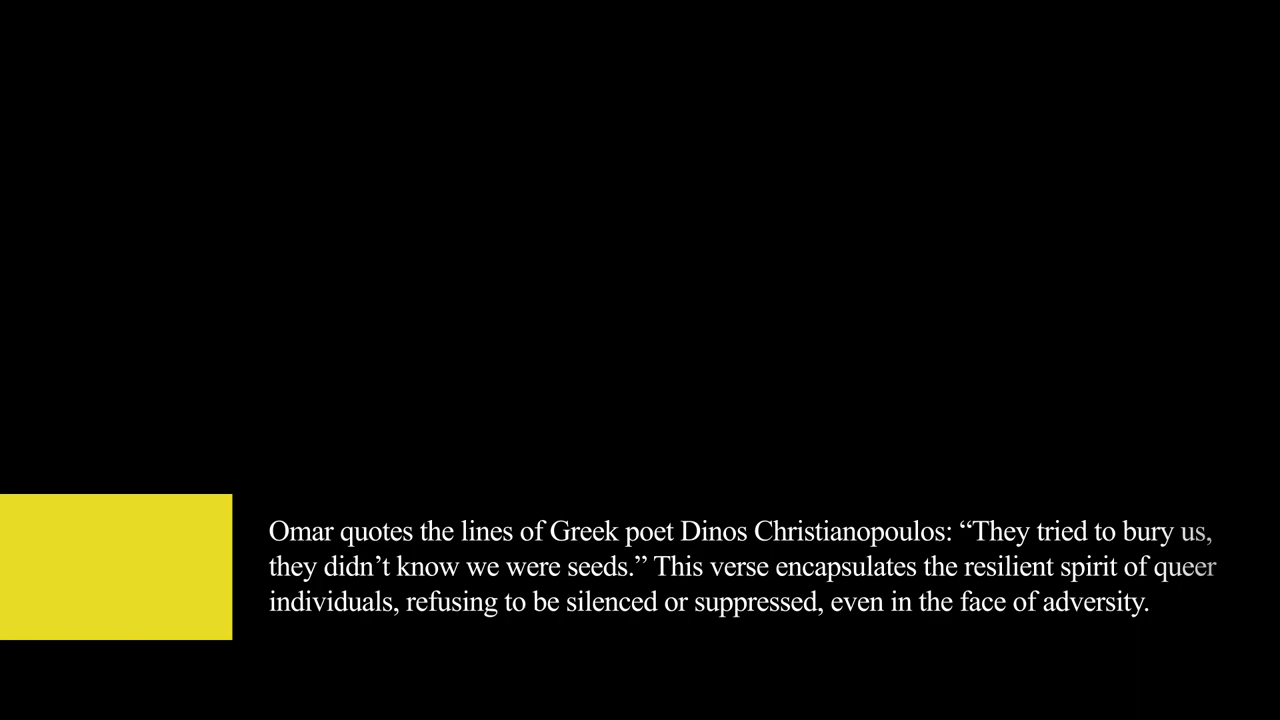 Omar quotes the lines of Greek poet Dinos Christianopoulos: “They tried to bury us,
they didn’t know we were seeds.” This verse encapsulates the resilient spirit of queer
individuals, refusing to be silenced or suppressed, even in the face of adversity.